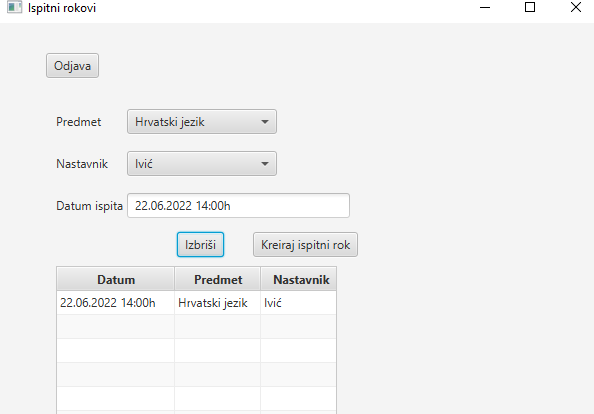 Ispitni rokovi
Odjava
Predmet Hrvatski jezik
Nastavnik Ivić
Datum ispita 22.06.2022 14:00h
Izbriši Kreiraj ispitni rok
Datum Predmet Nastavnik
22.06.2022 14:00h Hrvatski jezik Ivić